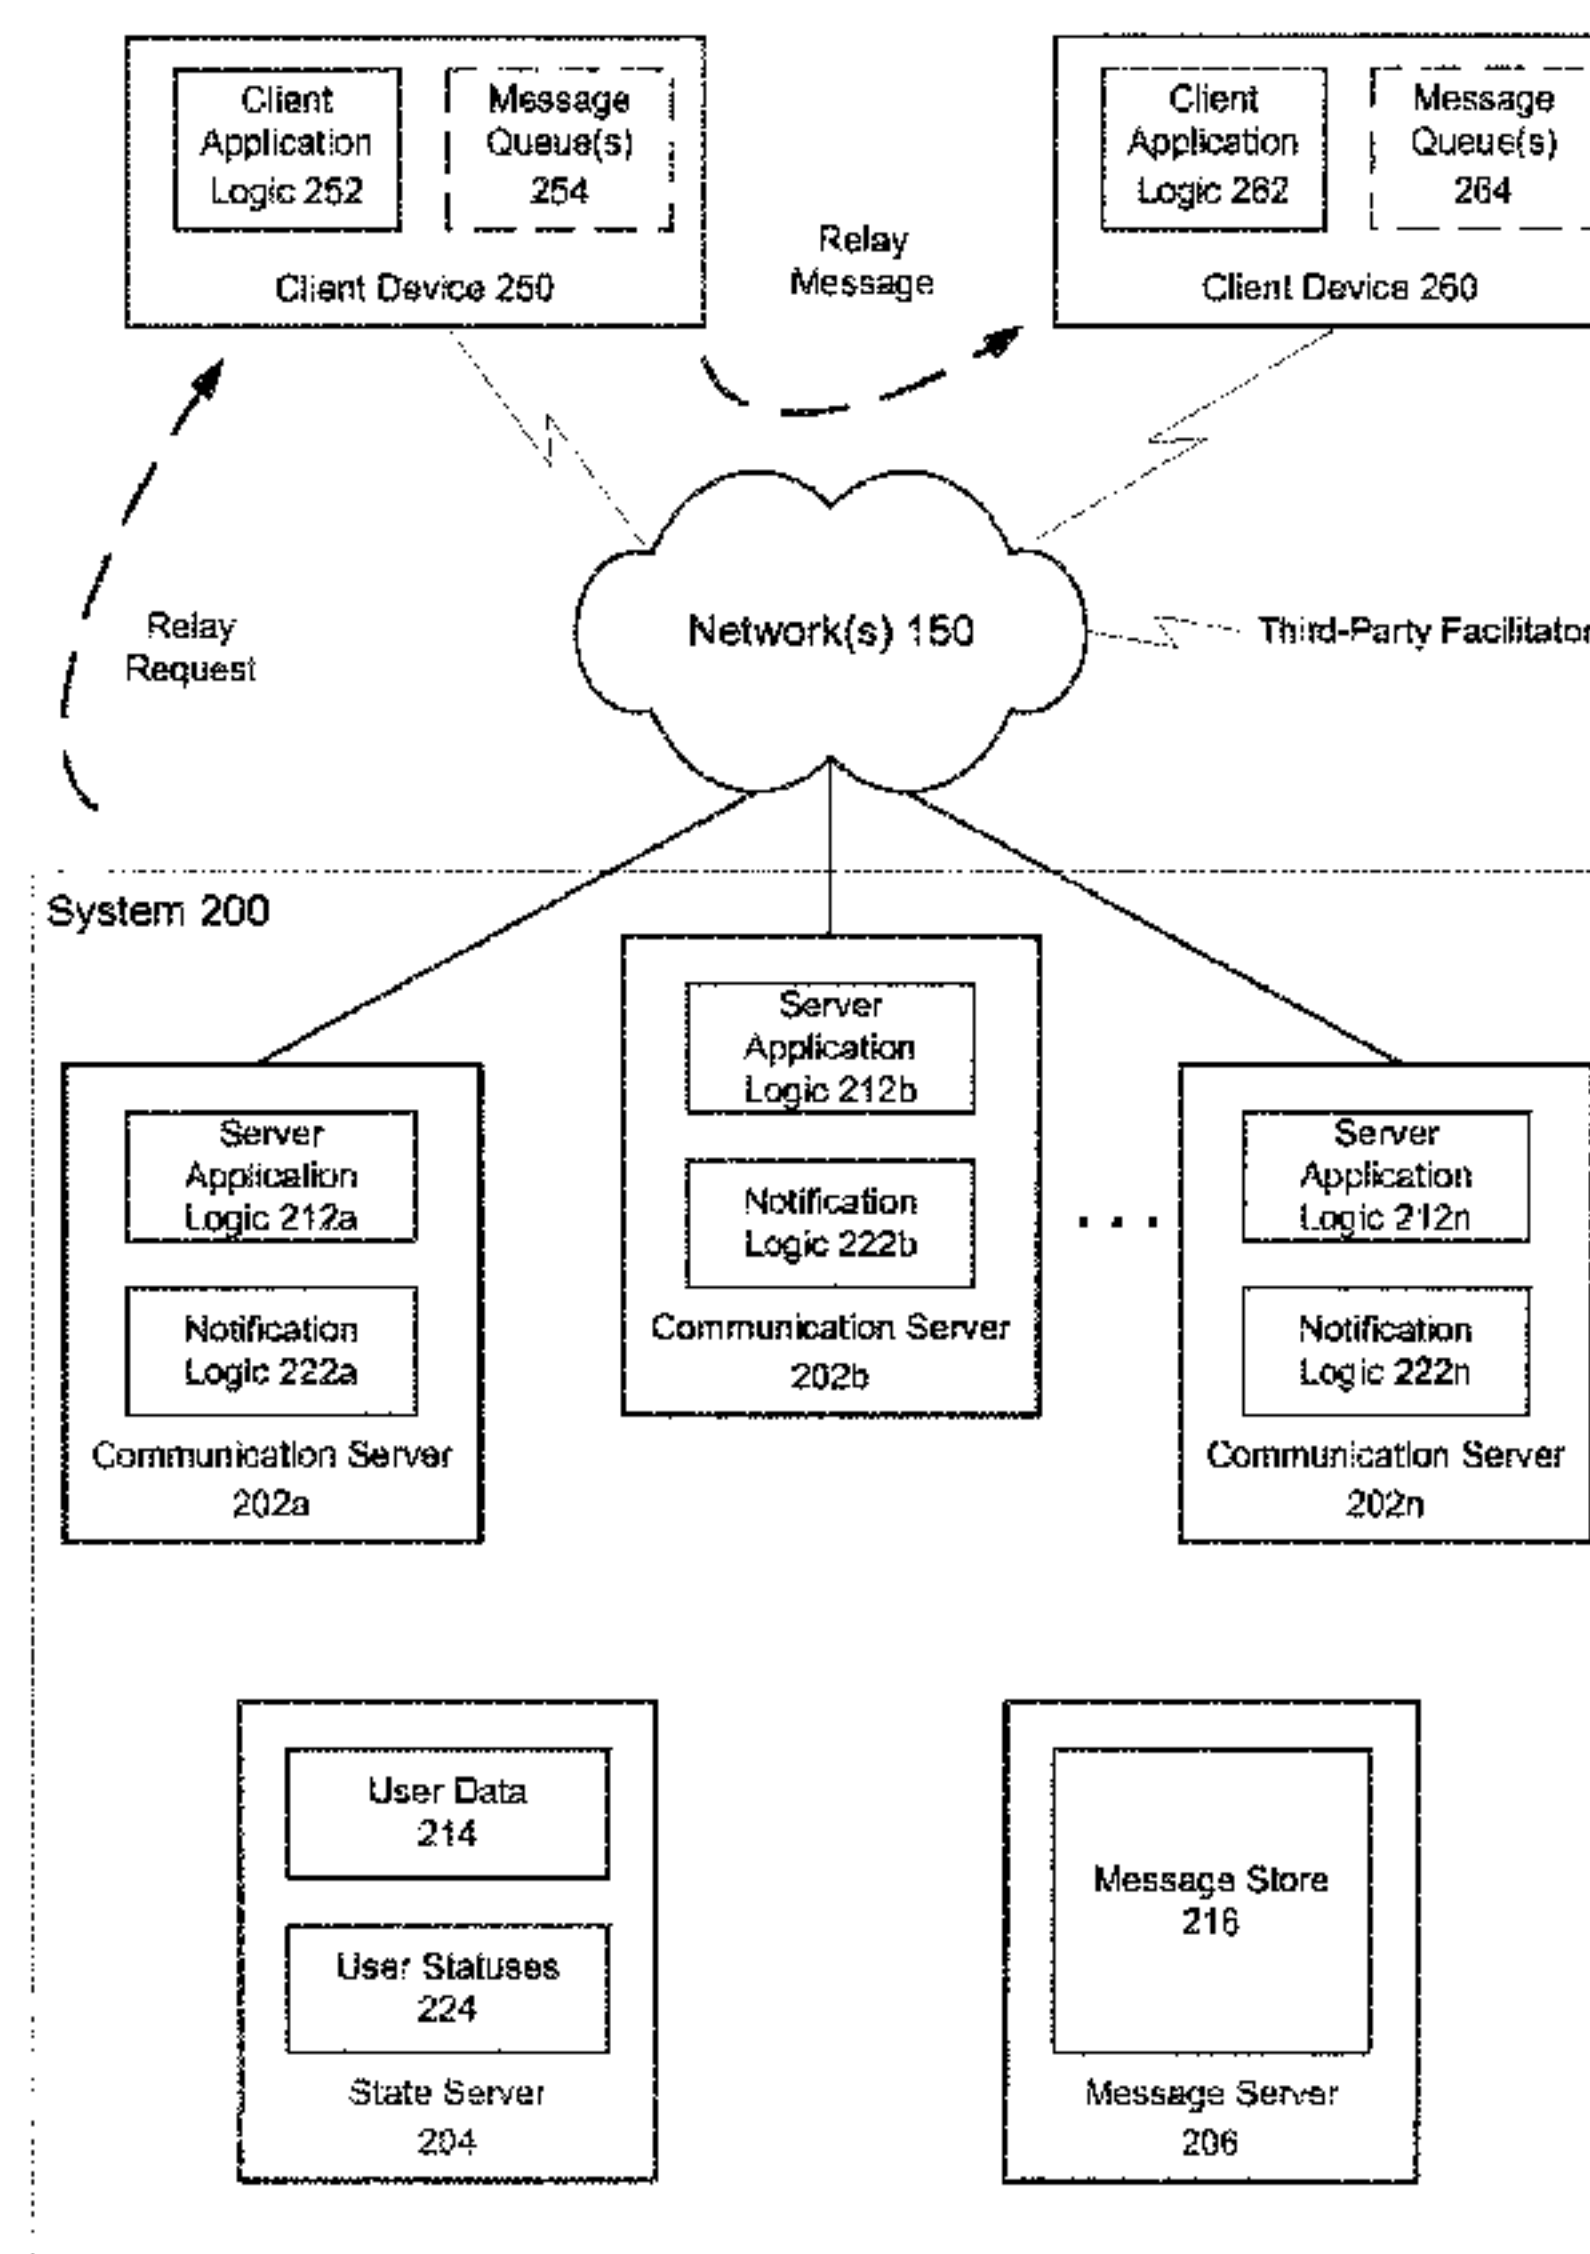 Client
Application
Logic 252
Message
Queue(s)
254
Client Device 250
Relay
Message
Client
Application
Logic 262
Message
Queue(s)
264
Client Device 260
Relay
Request
Network(s) 150
Third-Party Facilitator
System 200
Server
Application
Logic 212a
Notification
Logic 222a
Communication Server
202a
Server
Application
Logic 212b
Notification
Logic 222b
Communication Server
202b
...
Server
Application
Logic 212n
Notification
Logic 222n
Communication Server
202n
User Data
214
User Statuses
224
State Server
204
Message Store
216
Message Server
206